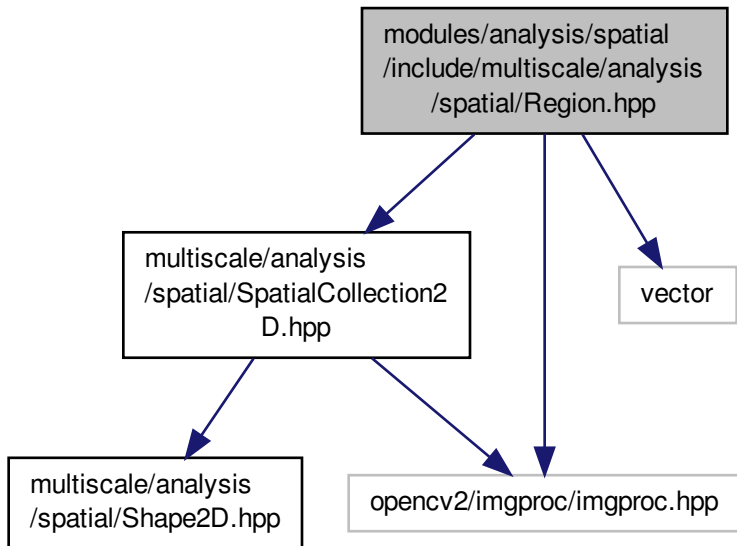 modules/analysis/spatial
/include/multiscale/analysis
/spatial/Region.hpp
multiscale/analysis
/spatial/SpatialCollection2
D.hpp
vector
multiscale/analysis
/spatial/Shape2D.hpp
opencv2/imgproc/imgproc.hpp